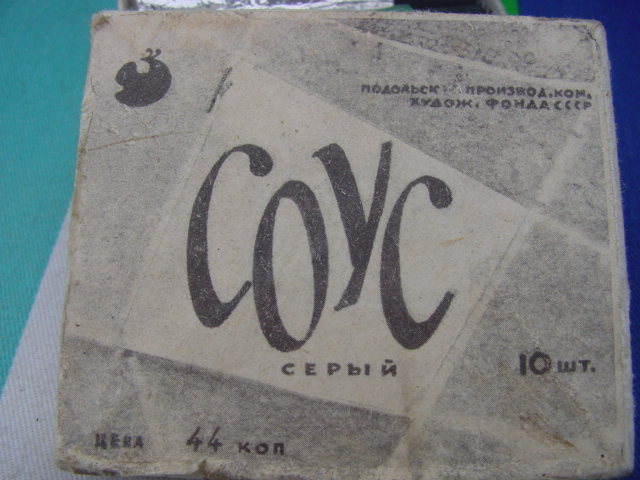 ПОДОЛЬСК ПРОИЗВОД. КОМ.
ХУДОЖ. ФОНДА СССР
СОУС
СЕРЫЙ
10 ШТ.
ЦЕНА 44 КОП